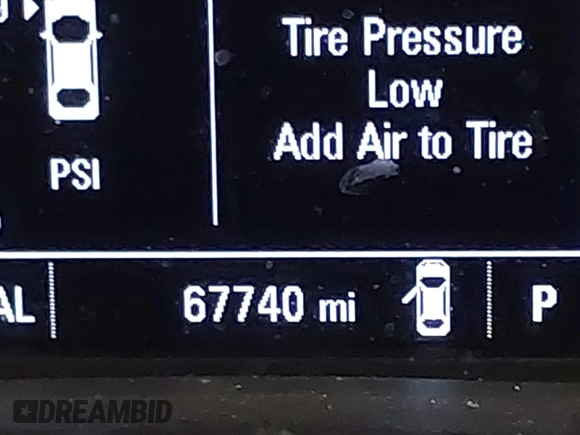 Tire Pressure
Low
Add Air to Tire
PSI
AL
67740 mi
P
DREAMBID